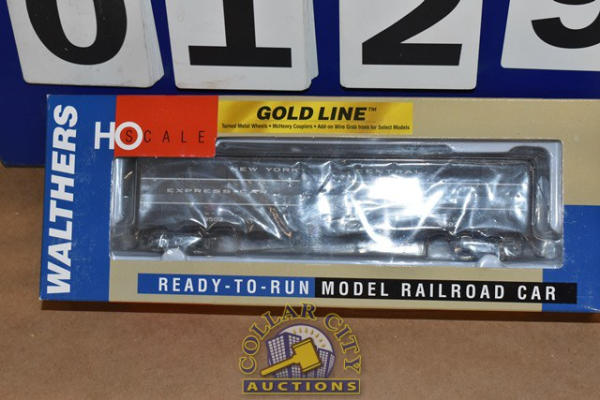 0129
WALTHERS
HO SCALE
GOLD LINE™
Turned Metal Wheels • McHenry Couplers • Add-on Wire Grab Irons for Select Models
NEW YORK CENTRAL
EXPRESS-CAR
READY-TO-RUN MODEL RAILROAD CAR
COLLAR CITY
AUCTIONS